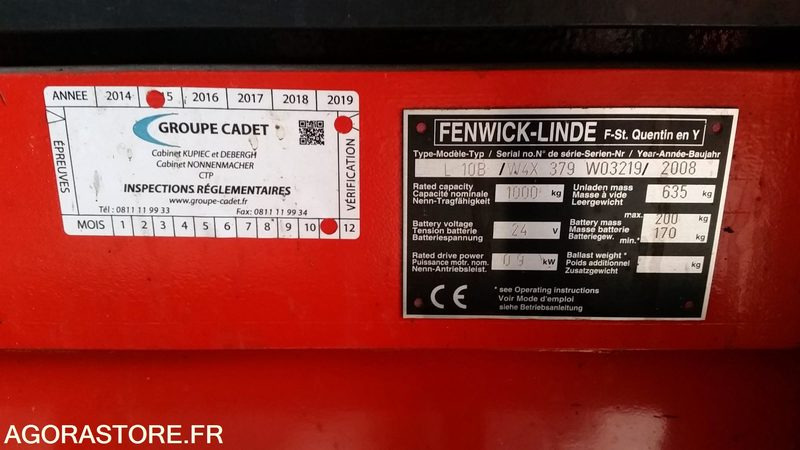 ANNEE 2014 2016 2017 2018 2019
GROUPE CADET
Cabinet KUPIEC et DEBERGH
Cabinet NONNENMACHER
CTP
INSPECTIONS RÉGLEMENTAIRES
www.groupe-cadet.fr
Tél : 0811 11 99 33 Fax: 0811 11 99 34
ÉPREUVES
VÉRIFICATION
MOIS 1 2 3 4 5 6 7 8 9 10 12
FENWICK-LINDE F-St. Quentin en Y
Type-Modèle-Typ / Serial no.N° de série-Serien-Nr / Year-Année-Baujahr
L 10B / W4X 379 W03219/ 2008
Rated capacity
Capacité nominale
Nenn-Tragfähigkeit
1000 kg
Unladen mass
Masse à vide
Leergewicht
635 kg
Battery voltage
Tension batterie
Batteriespannung
24 V
Battery mass max.
Masse batterie
Batteriegew. min.*
200 kg
170 kg
Rated drive power
Puissance motr. nom.
Nenn-Antriebsleist.
0 9 kW
Ballast weight *
Poids additionnel
Zusatzgewicht
kg
CE
* see Operating instructions
Voir Mode d'emploi
siehe Betriebsanleitung
AGORASTORE.FR